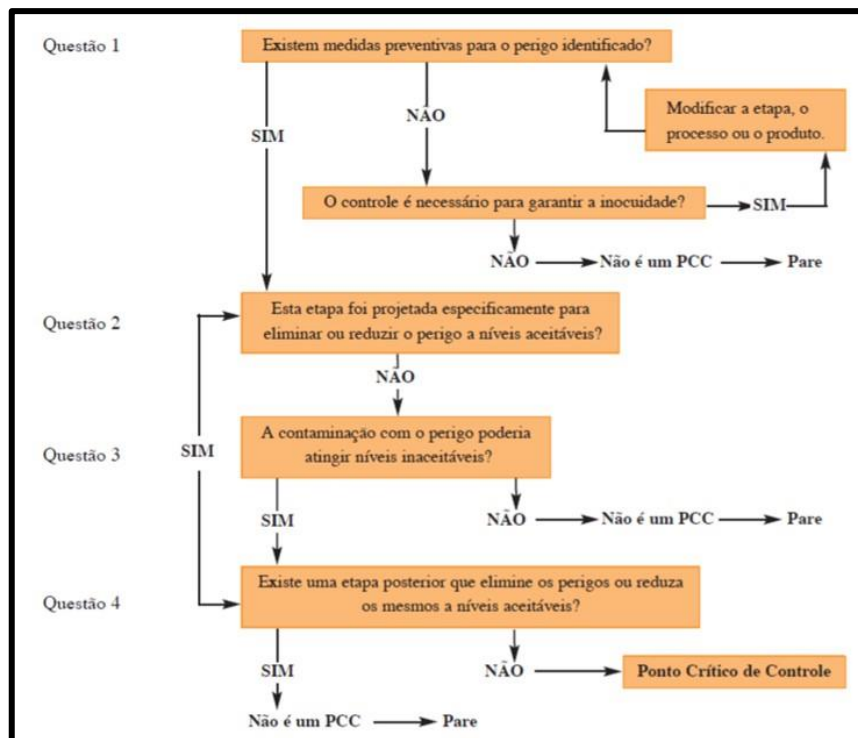 Questão 1
Existem medidas preventivas para o perigo identificado?
Modificar a etapa, o
processo ou o produto.
NÃO
SIM
O controle é necessário para garantir a inocuidade?
SIM
NÃO
Não é um PCC
Pare
Questão 2
Esta etapa foi projetada especificamente para
eliminar ou reduzir o perigo a níveis aceitáveis?
NÃO
Questão 3
SIM
A contaminação com o perigo poderia
atingir níveis inaceitáveis?
SIM
NÃO
Não é um PCC
Pare
Questão 4
Existe uma etapa posterior que elimine os perigos ou reduza
os mesmos a níveis aceitáveis?
SIM
NÃO
Ponto Crítico de Controle
Não é um PCC
Pare